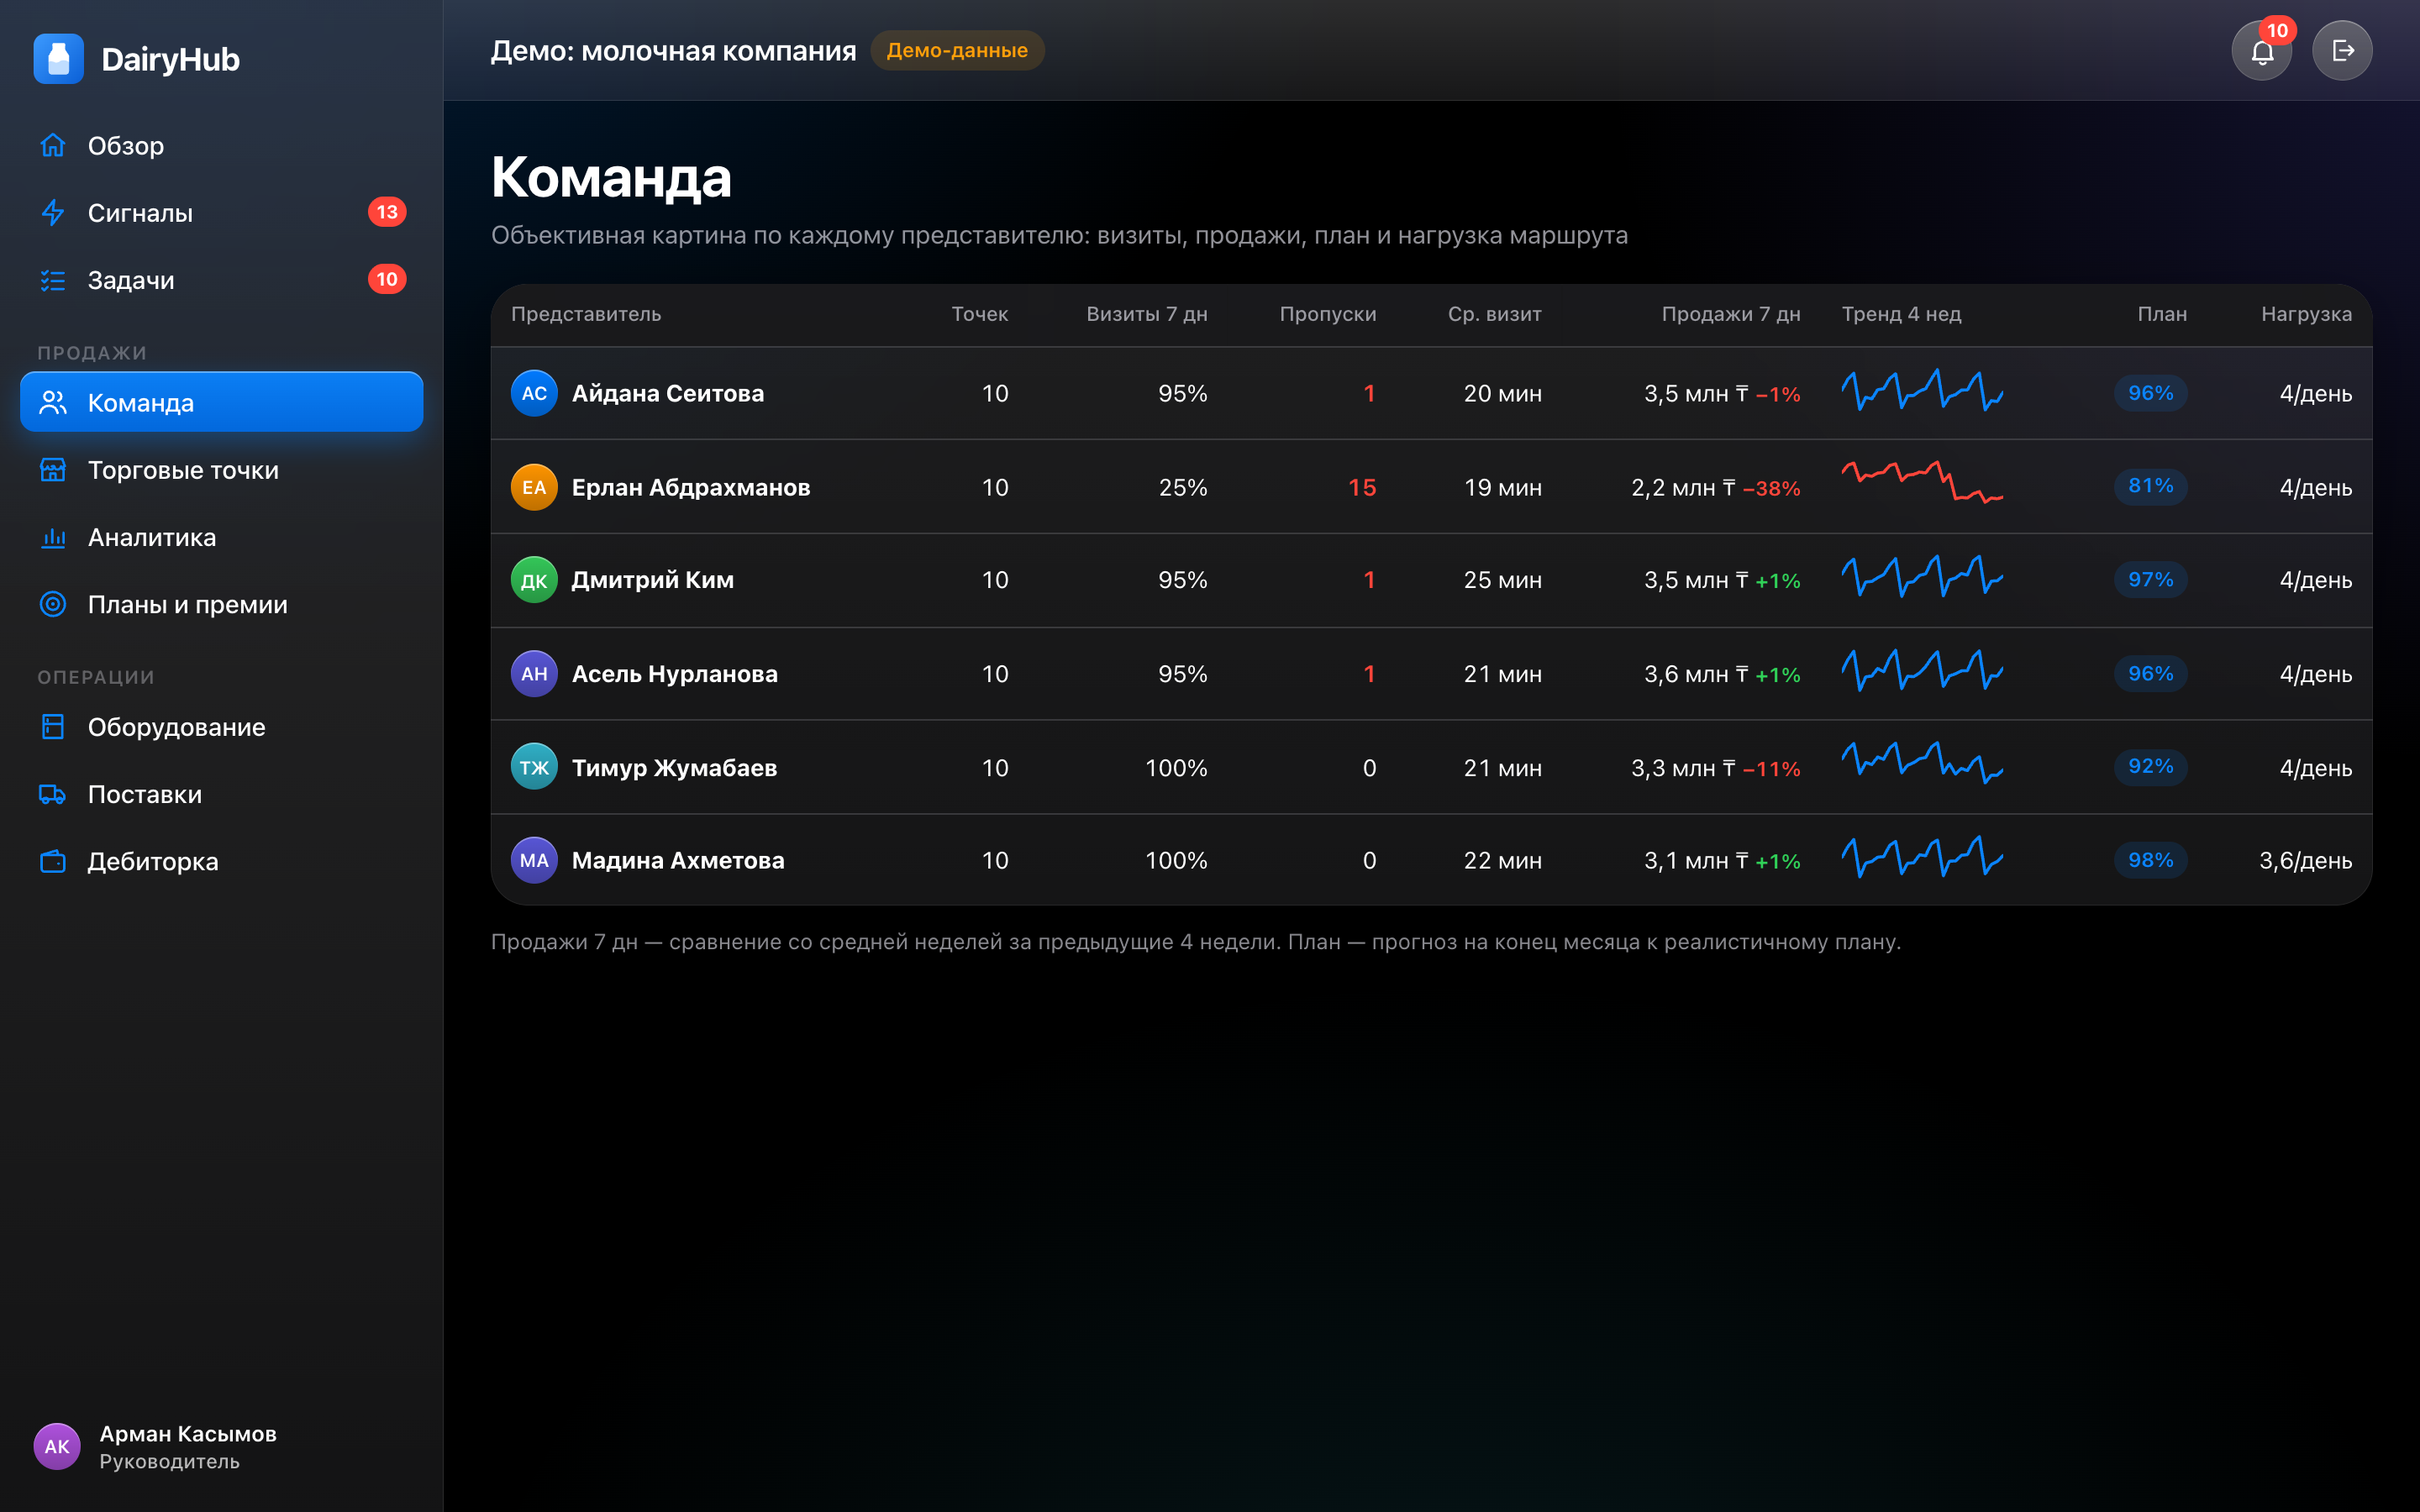 DairyHub
Обзор
Сигналы 13
Задачи 10
ПРОДАЖИ
Команда
Торговые точки
Аналитика
Планы и премии
ОПЕРАЦИИ
Оборудование
Поставки
Дебиторка
АК Арман Касымов
Руководитель
Демо: молочная компания Демо-данные 10
Команда
Объективная картина по каждому представителю: визиты, продажи, план и нагрузка маршрута
Представитель Точек Визиты 7 дн Пропуски Ср. визит Продажи 7 дн Тренд 4 нед План Нагрузка
АС Айдана Сеитова 10 95% 1 20 мин 3,5 млн ₸ −1% 96% 4/день
ЕА Ерлан Абдрахманов 10 25% 15 19 мин 2,2 млн ₸ −38% 81% 4/день
ДК Дмитрий Ким 10 95% 1 25 мин 3,5 млн ₸ +1% 97% 4/день
АН Асель Нурланова 10 95% 1 21 мин 3,6 млн ₸ +1% 96% 4/день
ТЖ Тимур Жумабаев 10 100% 0 21 мин 3,3 млн ₸ −11% 92% 4/день
МА Мадина Ахметова 10 100% 0 22 мин 3,1 млн ₸ +1% 98% 3,6/день
Продажи 7 дн — сравнение со средней неделей за предыдущие 4 недели. План — прогноз на конец месяца к реалистичному плану.